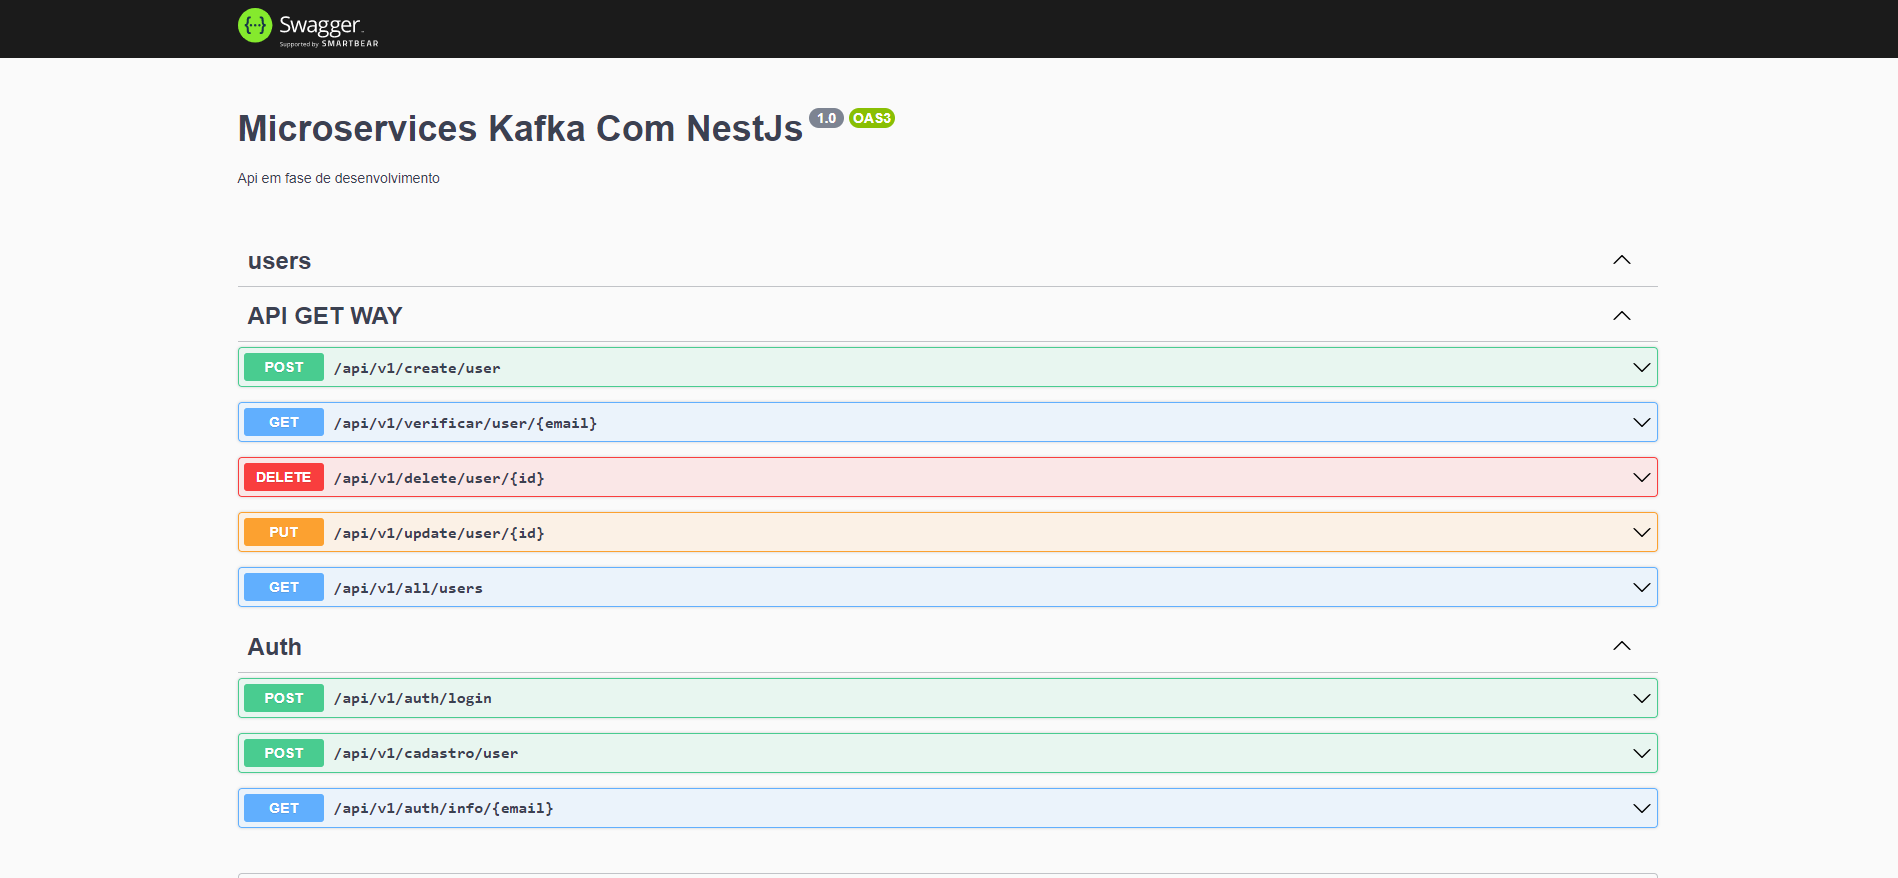 {...} Swagger
Supported by SMARTBEAR
Microservices Kafka Com NestJs 1.0 OAS3
Api em fase de desenvolvimento
users
API GET WAY
POST /api/v1/create/user
GET /api/v1/verificar/user/{email}
DELETE /api/v1/delete/user/{id}
PUT /api/v1/update/user/{id}
GET /api/v1/all/users
Auth
POST /api/v1/auth/login
POST /api/v1/cadastro/user
GET /api/v1/auth/info/{email}